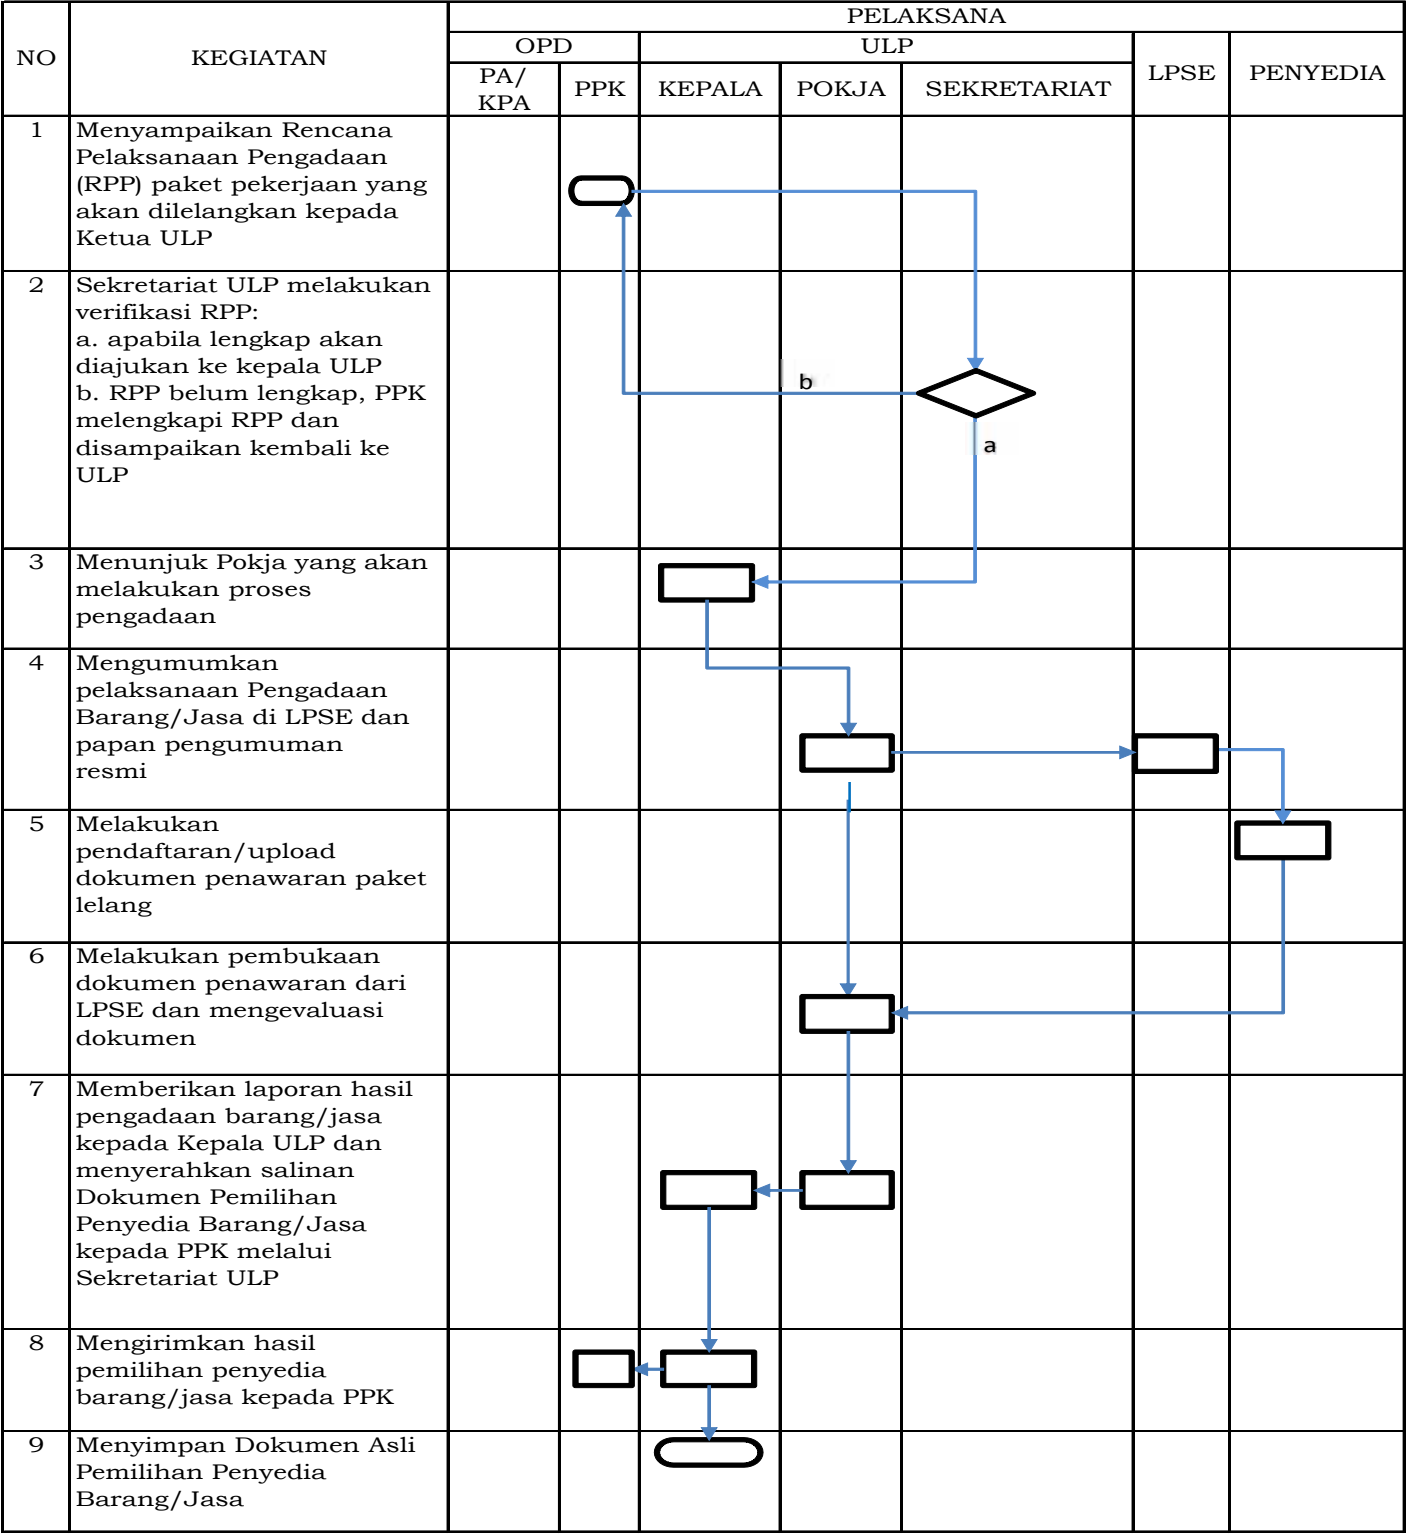 PELAKSANA
NO
KEGIATAN
OPD
ULP
LPSE
PENYEDIA
PA/
KPA
PPK
KEPALA
POKJA
SEKRETARIAT
1
Menyampaikan Rencana
Pelaksanaan Pengadaan
(RPP) paket pekerjaan yang
akan dilelangkan kepada
Ketua ULP
2
Sekretariat ULP melakukan
verifikasi RPP:
a. apabila lengkap akan
diajukan ke kepala ULP
b. RPP belum lengkap, PPK
melengkapi RPP dan
disampaikan kembali ke
ULP
b
a
3
Menunjuk Pokja yang akan
melakukan proses
pengadaan
4
Mengumumkan
pelaksanaan Pengadaan
Barang/Jasa di LPSE dan
papan pengumuman
resmi
5
Melakukan
pendaftaran/upload
dokumen penawaran paket
lelang
6
Melakukan pembukaan
dokumen penawaran dari
LPSE dan mengevaluasi
dokumen
7
Memberikan laporan hasil
pengadaan barang/jasa
kepada Kepala ULP dan
menyerahkan salinan
Dokumen Pemilihan
Penyedia Barang/Jasa
kepada PPK melalui
Sekretariat ULP
8
Mengirimkan hasil
pemilihan penyedia
barang/jasa kepada PPK
9
Menyimpan Dokumen Asli
Pemilihan Penyedia
Barang/Jasa